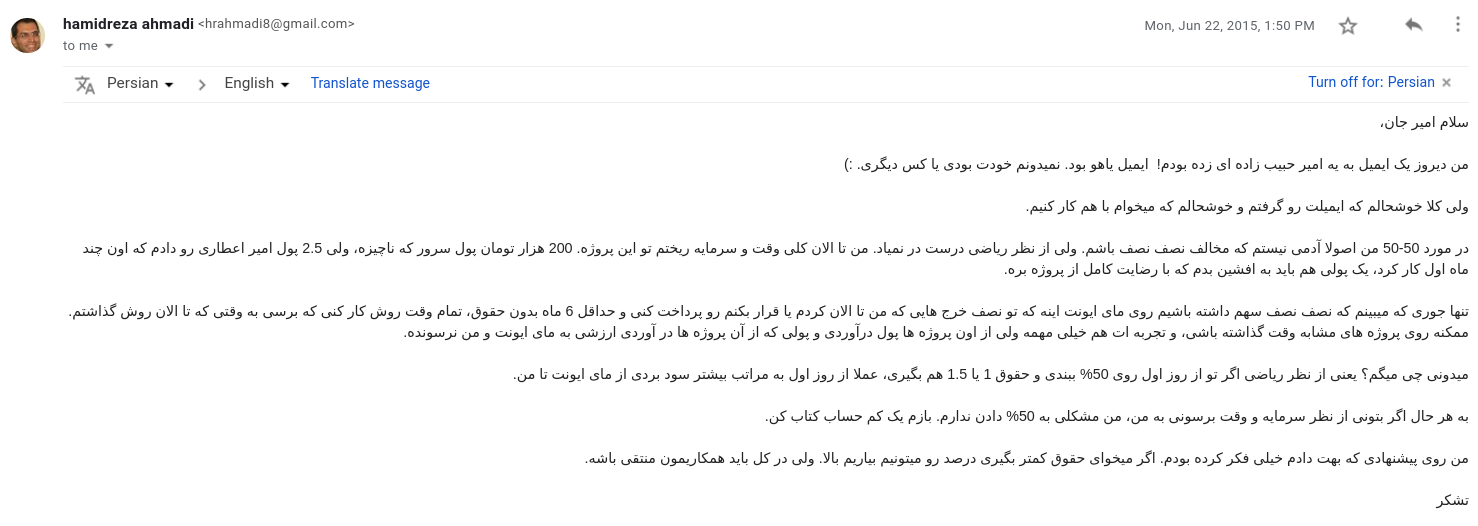 hamidreza ahmadi <hrahmadi8@gmail.com>
Mon, Jun 22, 2015, 1:50 PM
to me
Persian > English Translate message
Turn off for: Persian ×
سلام امیر جان،
من دیروز یک ایمیل به یه امیر حبیب زاده ای زده بودم!  ایمیل یاهو بود. نمیدونم خودت بودی یا کس دیگری. :)
ولی کلا خوشحالم که ایمیلت رو گرفتم و خوشحالم که میخوام با هم کار کنیم.
در مورد 50-50 من اصولا آدمی نیستم که مخالف نصف نصف باشم. ولی از نظر ریاضی درست در نمیاد. من تا الان کلی وقت و سرمایه ریختم تو این پروژه. 200 هزار تومان پول سرور که ناچیزه، ولی 2.5 پول امیر اعطاری رو دادم که اون چند
ماه اول کار کرد، یک پولی هم باید به افشین بدم که با رضایت کامل از پروژه بره.
تنها جوری که میبینم که نصف نصف سهم داشته باشیم روی مای ایونت اینه که تو نصف خرج هایی که من تا الان کردم یا قرار بکنم رو پرداخت کنی و حداقل 6 ماه بدون حقوق، تمام وقت روش کار کنی که برسی به وقتی که تا الان روش گذاشتم.
ممکنه روی پروژه های مشابه وقت گذاشته باشی، و تجربه ات هم خیلی مهمه ولی از اون پروژه ها پول درآوردی و پولی که از آن پروژه ها در آوردی ارزشی به مای ایونت و من نرسونده.
میدونی چی میگم؟ یعنی از نظر ریاضی اگر تو از روز اول روی 50% ببندی و حقوق 1 یا 1.5 هم بگیری، عملا از روز اول به مراتب بیشتر سود بردی از مای ایونت تا من.
به هر حال اگر بتونی از نظر سرمایه و وقت برسونی به من، من مشکلی به 50% دادن ندارم. بازم یک کم حساب کتاب کن.
من روی پیشنهادی که بهت دادم خیلی فکر کرده بودم. اگر میخوای حقوق کمتر بگیری درصد رو میتونیم بیاریم بالا. ولی در کل باید همکاریمون منتقی باشه.
تشکر